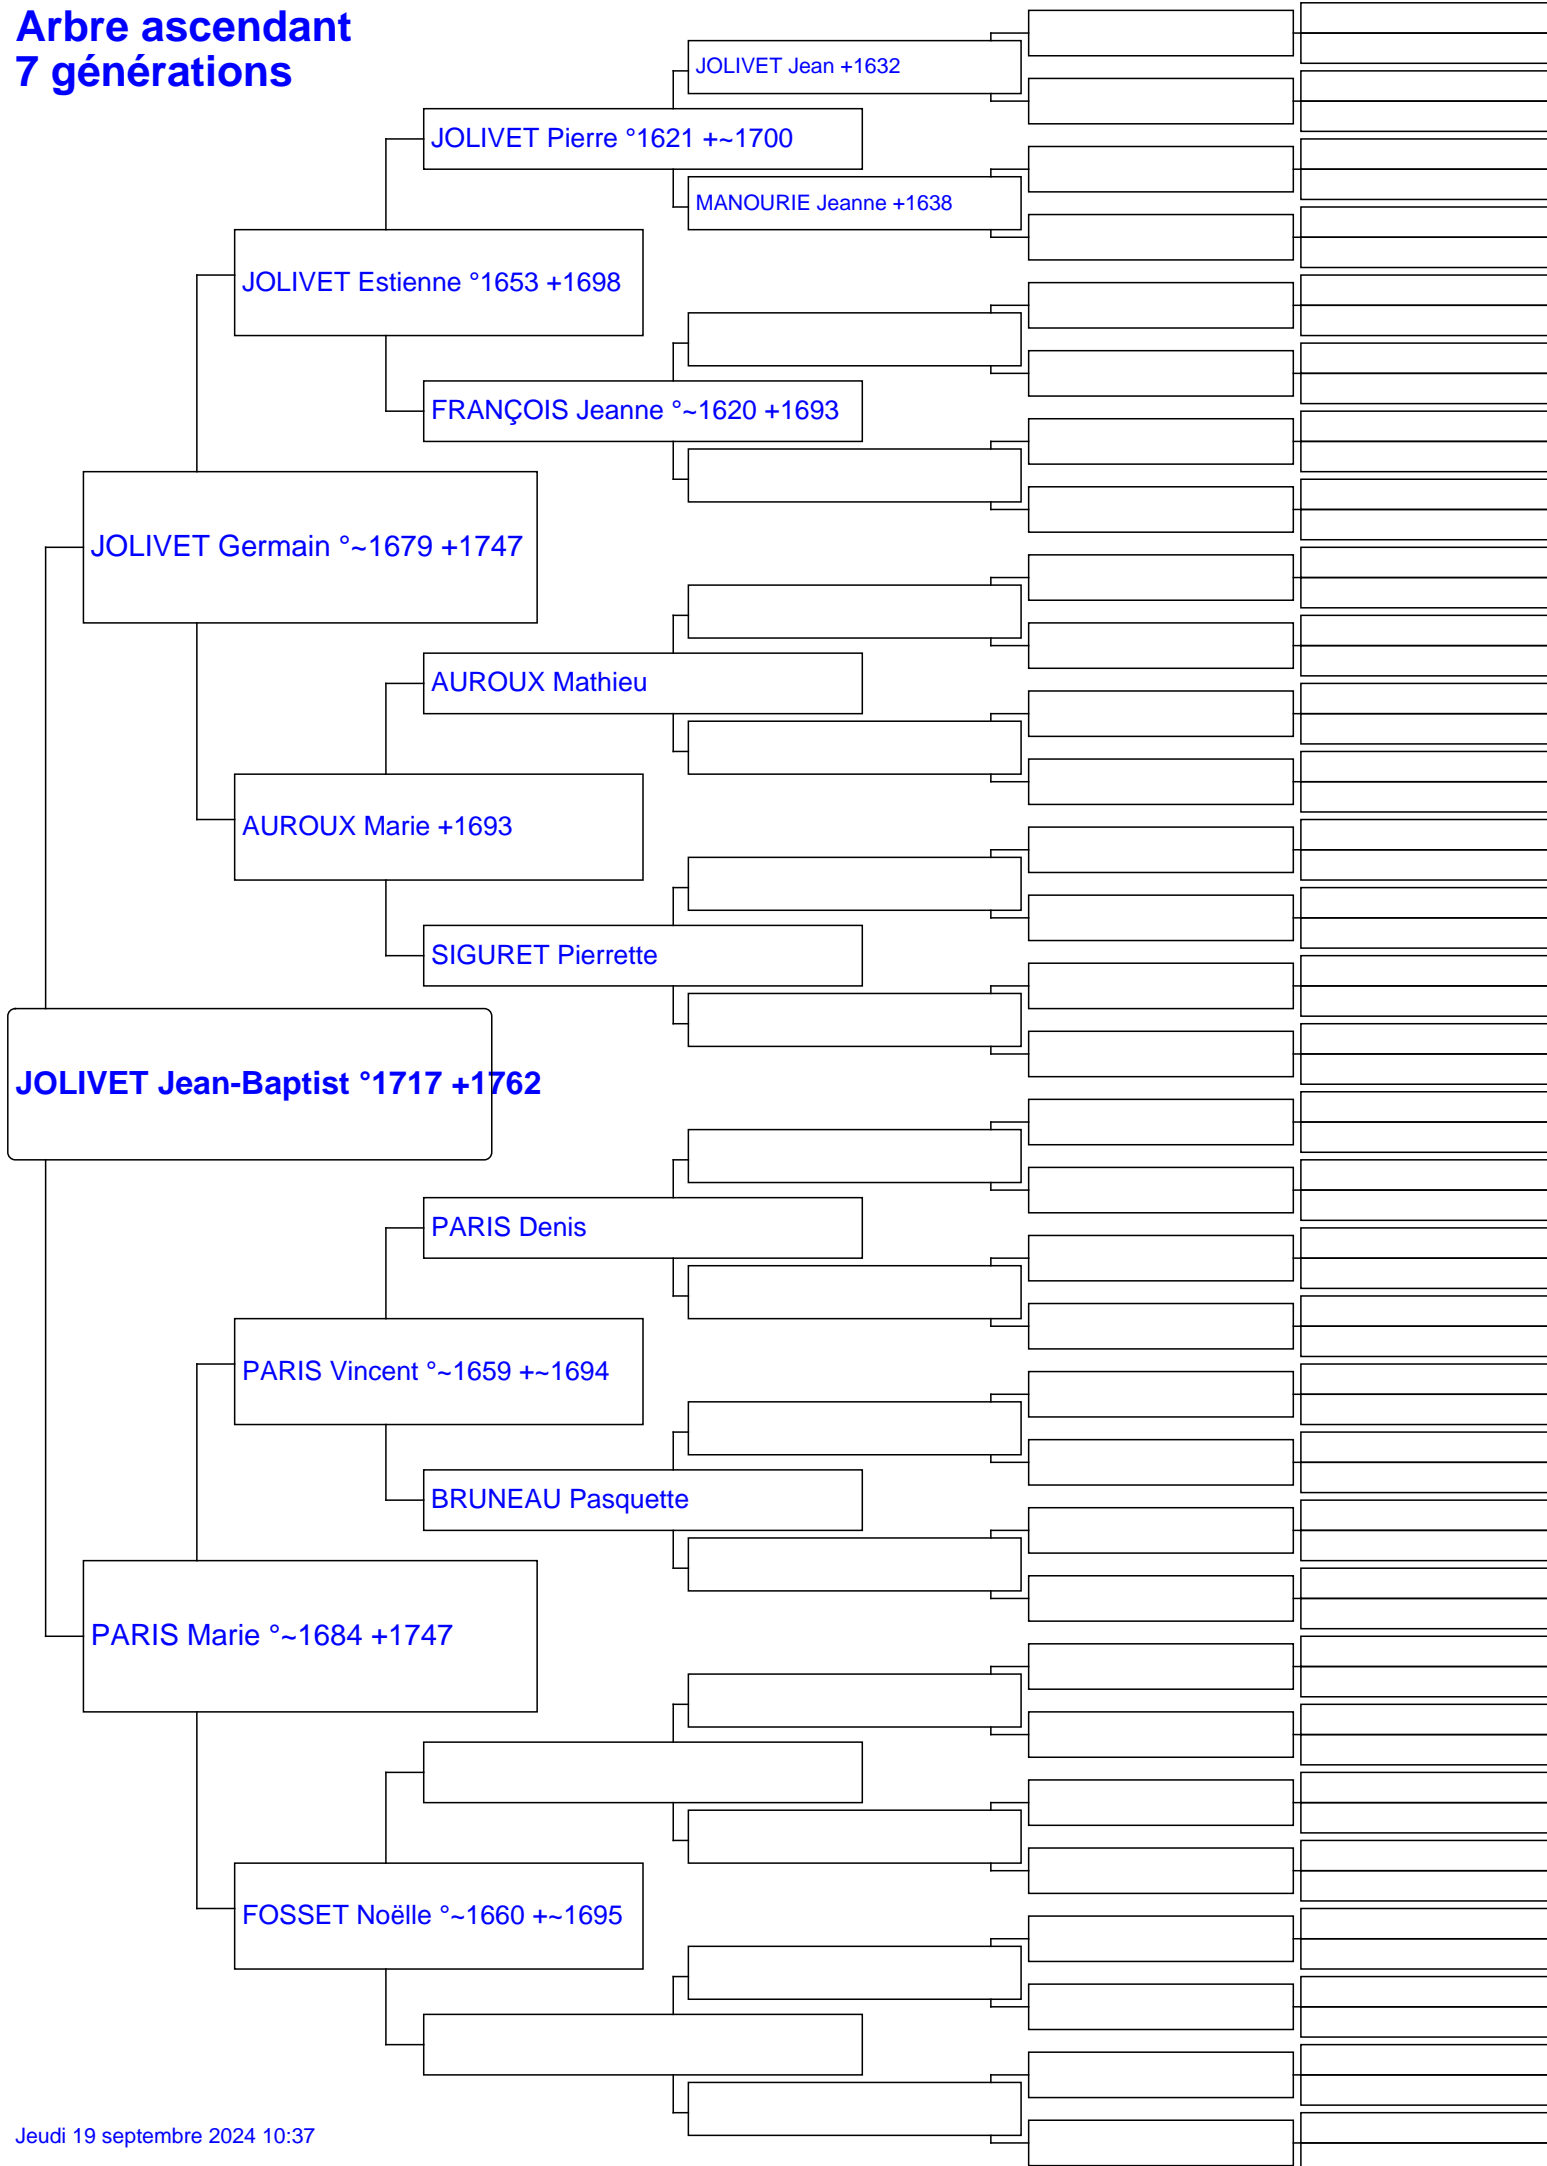 Arbre ascendant
7 générations
JOLIVET Jean +1632
JOLIVET Pierre °1621 +~1700
MANOURIE Jeanne +1638
JOLIVET Estienne °1653 +1698
FRANÇOIS Jeanne °~1620 +1693
JOLIVET Germain °~1679 +1747
AUROUX Mathieu
AUROUX Marie +1693
SIGURET Pierrette
JOLIVET Jean-Baptist °1717 +1762
PARIS Denis
PARIS Vincent °~1659 +~1694
BRUNEAU Pasquette
PARIS Marie °~1684 +1747
FOSSET Noëlle °~1660 +~1695
Jeudi 19 septembre 2024 10:37